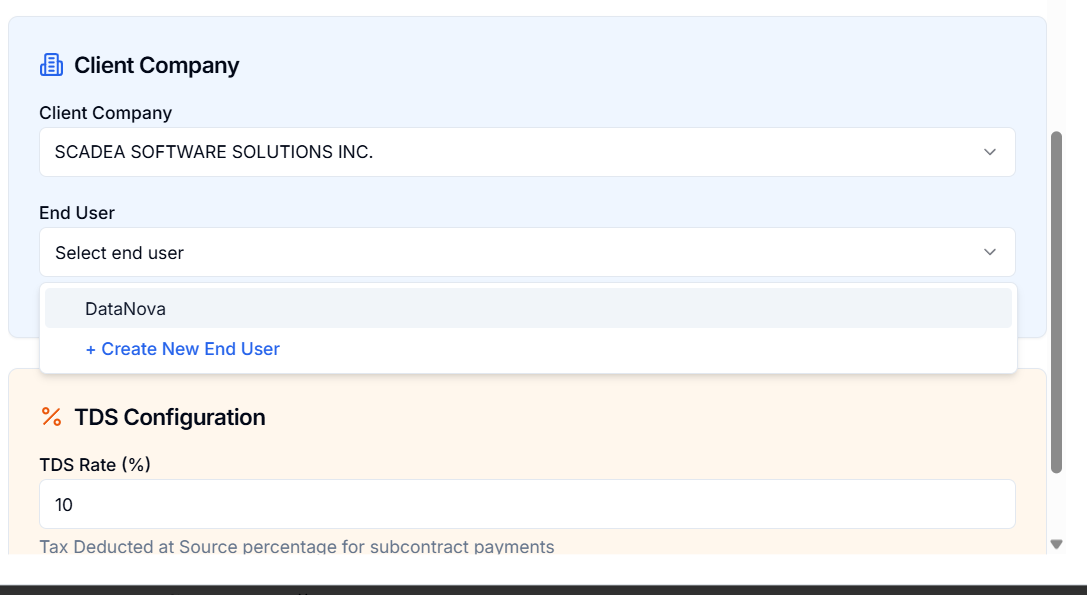 Client Company
Client Company
SCADEA SOFTWARE SOLUTIONS INC.
End User
Select end user
DataNova
+ Create New End User
TDS Configuration
TDS Rate (%)
10
Tax Deducted at Source percentage for subcontract payments